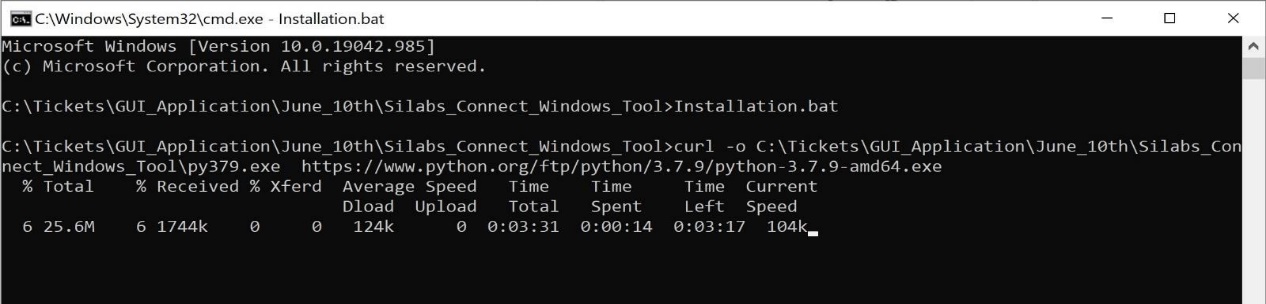 C:\Windows\System32\cmd.exe - Installation.bat
Microsoft Windows [Version 10.0.19042.985]
(c) Microsoft Corporation. All rights reserved.
C:\Tickets\GUI_Application\June_10th\Silabs_Connect_Windows_Tool>Installation.bat
C:\Tickets\GUI_Application\June_10th\Silabs_Connect_Windows_Tool>curl -o C:\Tickets\GUI_Application\June_10th\Silabs_Con
nect_Windows_Tool\py379.exe  https://www.python.org/ftp/python/3.7.9/python-3.7.9-amd64.exe
  % Total    % Received % Xferd  Average Speed   Time    Time     Time  Current
                                 Dload  Upload   Total   Spent    Left  Speed
  6 25.6M    6 1744k    0     0   124k      0  0:03:31  0:00:14  0:03:17  104k